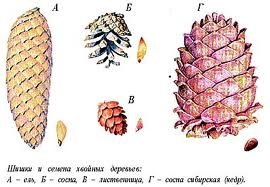 А Б Г
В
Шишки и семена хвойных деревьев:
А – ель, Б – сосна, В – лиственница, Г – сосна сибирская (кедр).